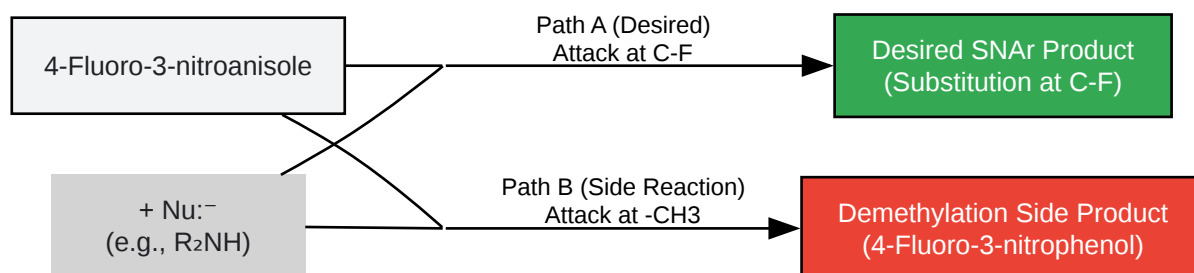 4-Fluoro-3-nitroanisole
Path A (Desired)
Attack at C-F
Desired SNAr Product
(Substitution at C-F)
+ Nu:⁻
(e.g., R₂NH)
Path B (Side Reaction)
Attack at -CH3
Demethylation Side Product
(4-Fluoro-3-nitrophenol)